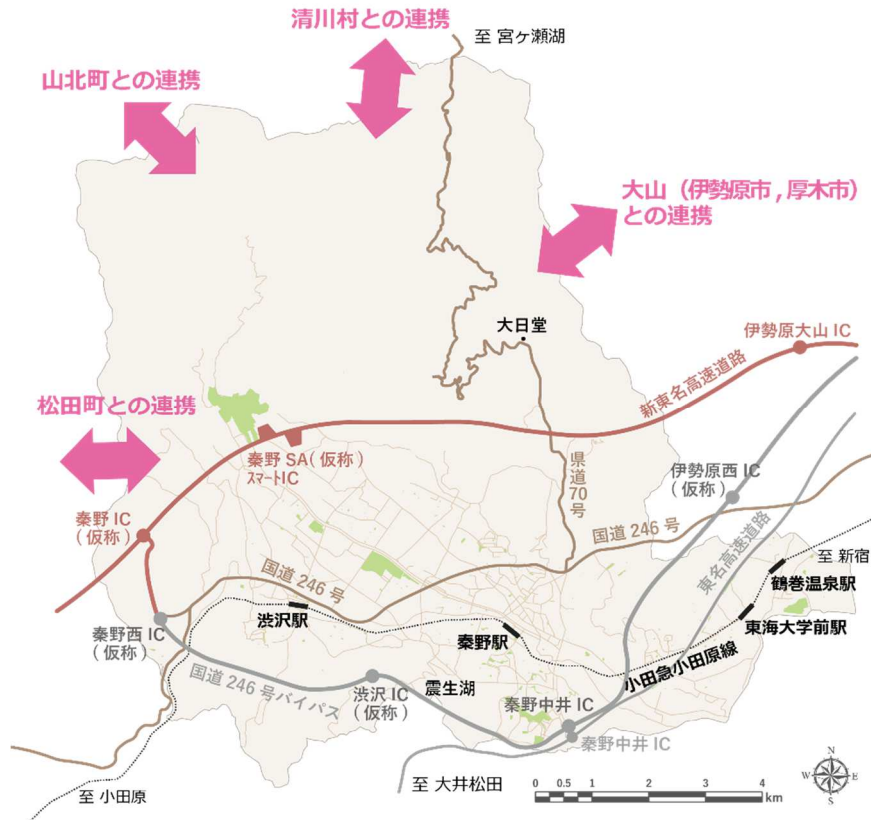 清川村との連携
至 宮ヶ瀬湖
山北町との連携
大山（伊勢原市 , 厚木市）
との連携
大日堂
伊勢原大山 IC
新東名高速道路
松田町との連携
秦野 SA( 仮称 )
ｽﾏｰﾄIC
県道70号
伊勢原西 IC
( 仮称 )
秦野 IC
( 仮称 )
国道 246 号
東名高速道路
至 新宿
国道 246 号
鶴巻温泉駅
渋沢駅
東海大学前駅
秦野西 IC
( 仮称 )
秦野駅
小田急小田原線
国道 246 号バイパス
渋沢 IC
( 仮称 )
震生湖
秦野中井 IC
秦野中井 IC
至 小田原
至 大井松田
0 0.5 1 2 3 4
km
N
W E
S